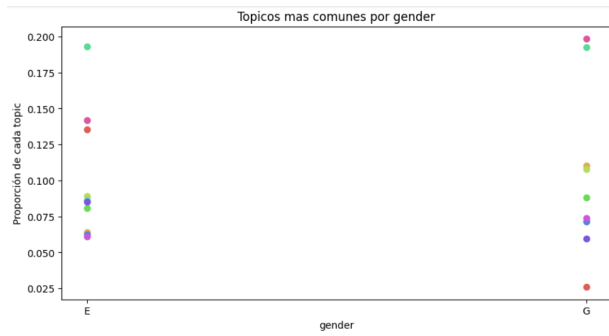 Topicos mas comunes por gender
Proporción de cada topic
0.200
0.175
0.150
0.125
0.100
0.075
0.050
0.025
E
G
gender